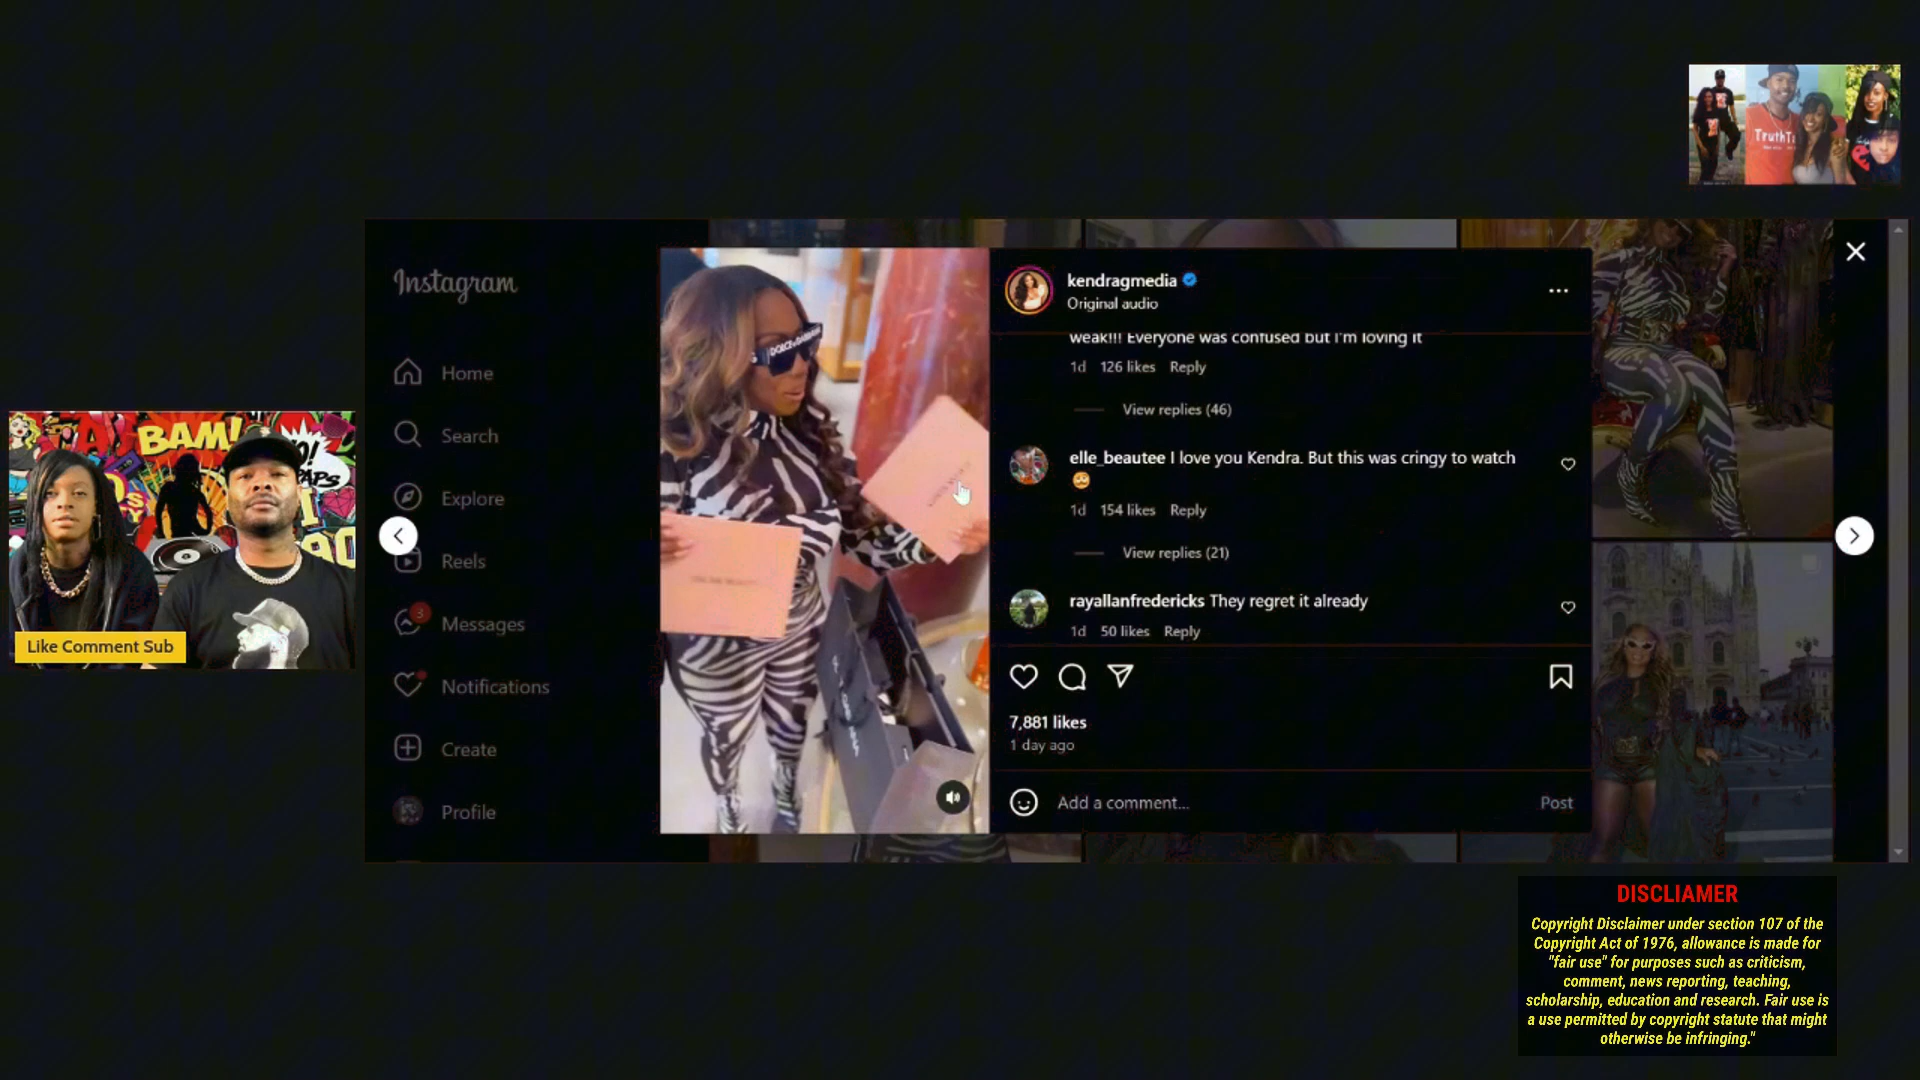 Instagram
Home
Search
Explore
Reels
3
Messages
Notifications
Create
Profile
BAM!
Like Comment Sub
TruthT
DOLCE & GABBANA
kendragmedia
Original audio
weak!!! Everyone was confused but I'm loving it
1d 126 likes Reply
View replies (46)
elle_beautee I love you Kendra. But this was cringy to watch
1d 154 likes Reply
View replies (21)
rayallanfredericks They regret it already
1d 50 likes Reply
7,881 likes
1 day ago
Add a comment...
Post
DISCLIAMER
Copyright Disclaimer under section 107 of the
Copyright Act of 1976, allowance is made for
"fair use" for purposes such as criticism,
comment, news reporting, teaching,
scholarship, education and research. Fair use is
a use permitted by copyright statute that might
otherwise be infringing."